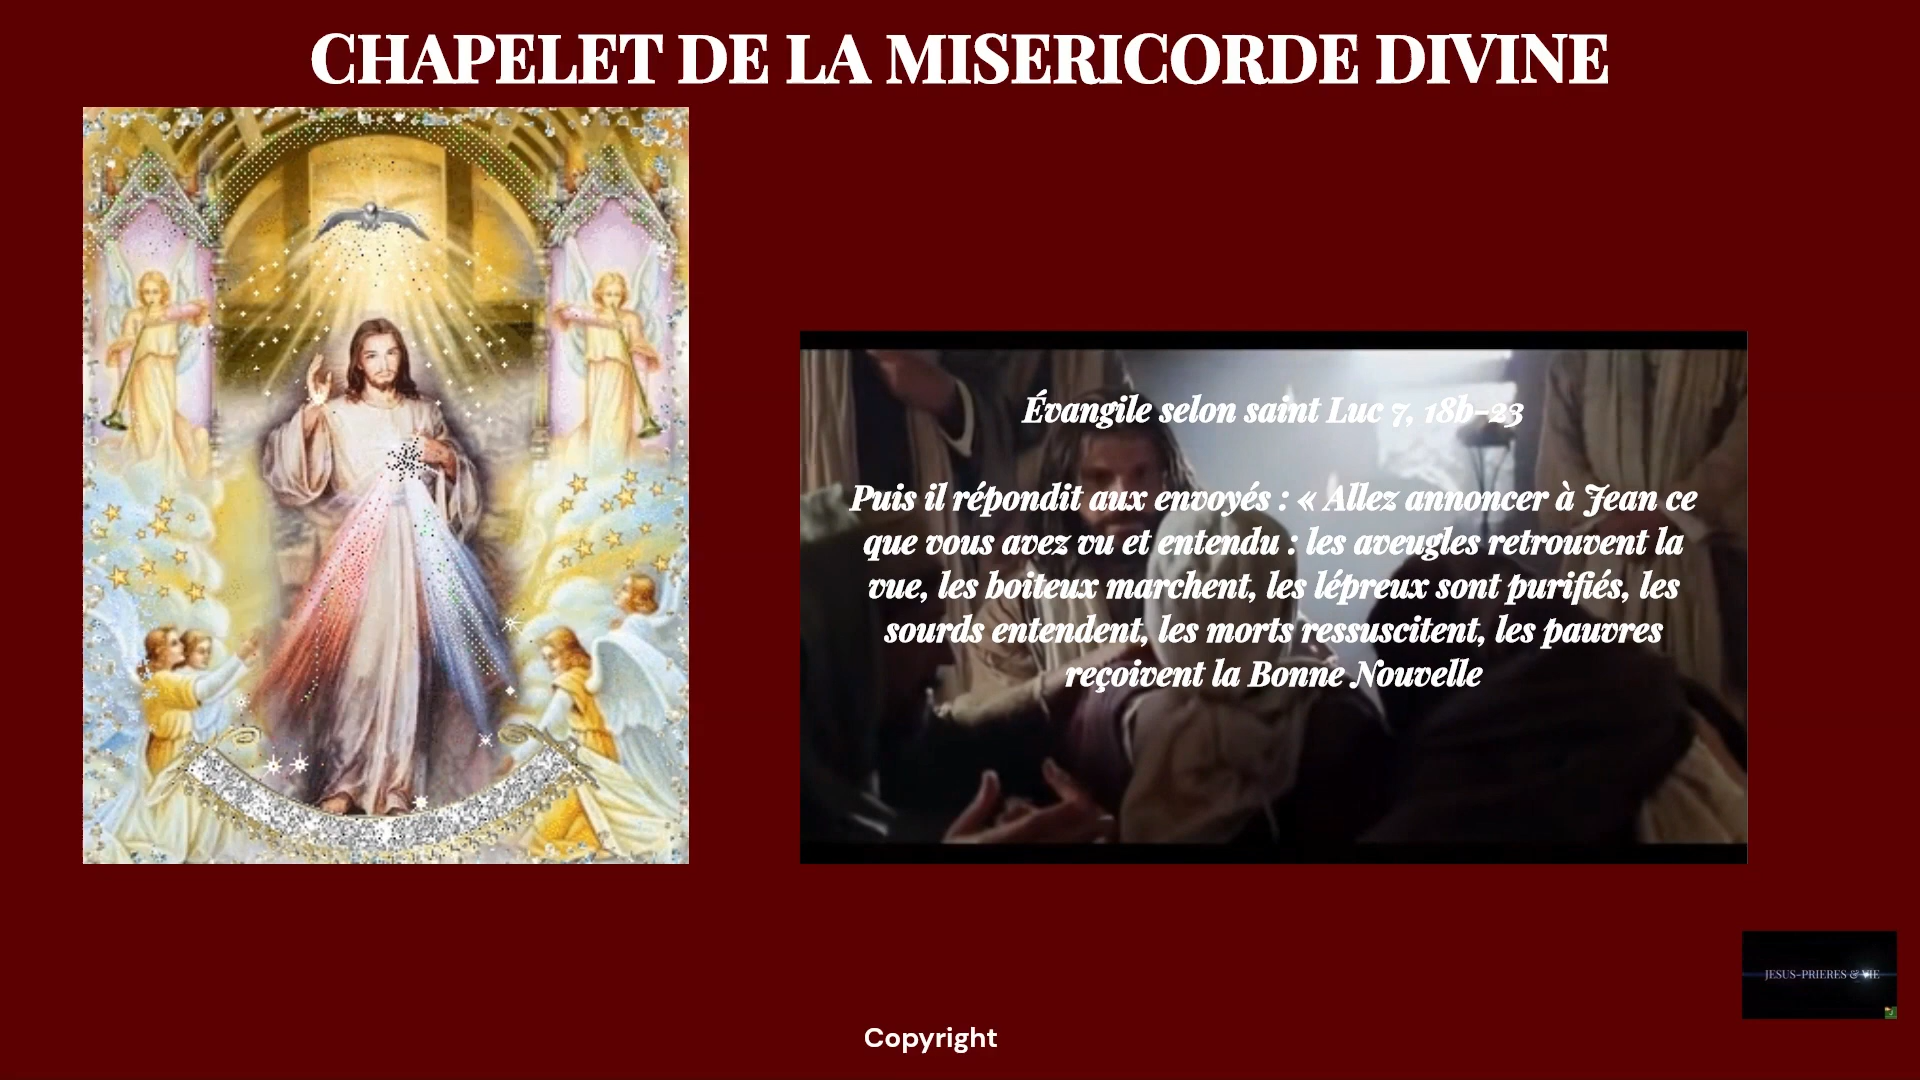 CHAPELET DE LA MISERICORDE DIVINE
Évangile selon saint Luc 7, 18b-23
Puis il répondit aux envoyés : « Allez annoncer à Jean ce
que vous avez vu et entendu : les aveugles retrouvent la
vue, les boiteux marchent, les lépreux sont purifiés, les
sourds entendent, les morts ressuscitent, les pauvres
reçoivent la Bonne Nouvelle
JESUS-PRIERES & VIE
Copyright